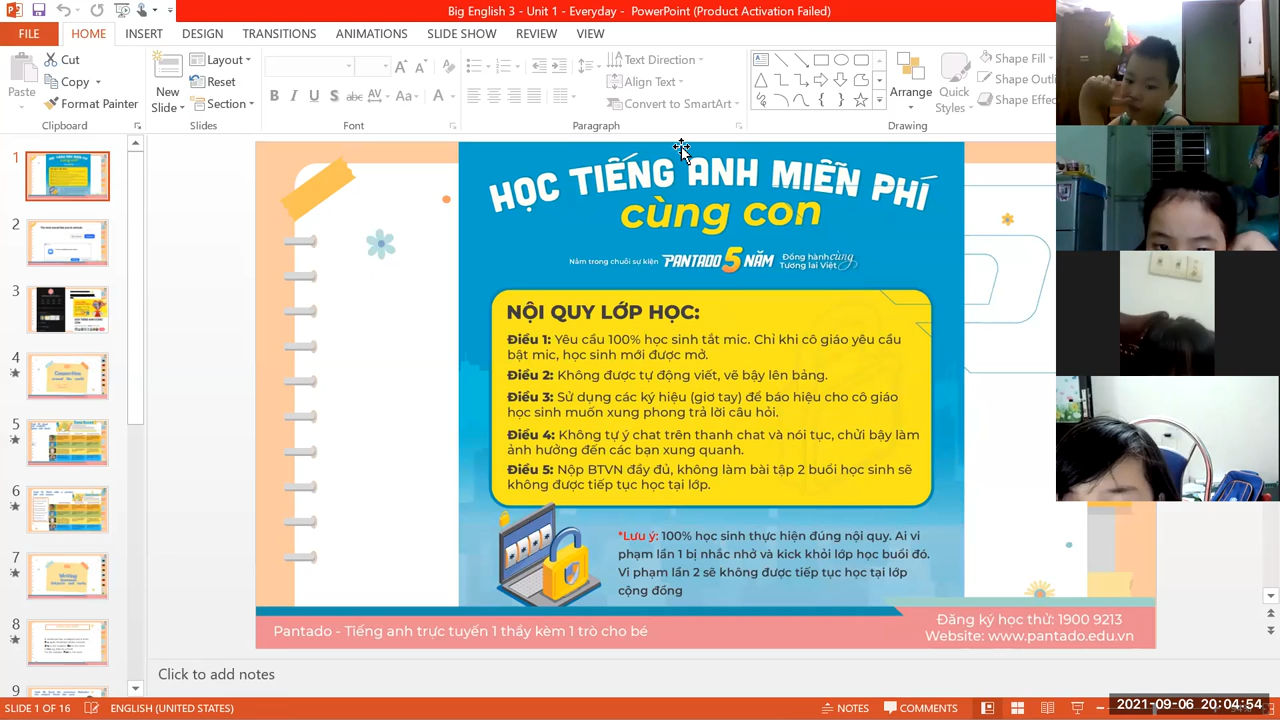 Big English 3 - Unit 1 - Everyday - PowerPoint (Product Activation Failed)
FILE HOME INSERT DESIGN TRANSITIONS ANIMATIONS SLIDE SHOW REVIEW VIEW
Cut
Copy
Format Painter
Paste
Clipboard
New
Slide
Layout
Reset
Section
Slides
B I U S abc AV Aa A
Font
Text Direction
Align Text
Convert to SmartArt
Paragraph
Arrange
Quick
Styles
Shape Fill
Shape Outli
Shape Effec
Drawing
1
2
3
4
5
6
7
8
9
HỌC TIẾNG ANH MIỄN PHÍ
cùng con
Nằm trong chuỗi sự kiện PANTADO 5 NĂM Đồng hành cùng
Tương lai Việt
NỘI QUY LỚP HỌC:
Điều 1: Yêu cầu 100% học sinh tắt mic. Chỉ khi cô giáo yêu cầu
bật mic, học sinh mới được mở.
Điều 2: Không được tự động viết, vẽ bậy lên bảng.
Điều 3: Sử dụng các ký hiệu (giơ tay) để báo hiệu cho cô giáo
học sinh muốn xung phong trả lời câu hỏi.
Điều 4: Không tự ý chat trên thanh chat và nói tục, chửi bậy làm
ảnh hưởng đến các bạn xung quanh.
Điều 5: Nộp BTVN đầy đủ, không làm bài tập 2 buổi học sinh sẽ
không được tiếp tục học tại lớp.
*Lưu ý: 100% học sinh thực hiện đúng nội quy. Ai vi
phạm lần 1 bị nhắc nhở và kick khỏi lớp học buổi đó.
Vi phạm lần 2 sẽ không được tiếp tục học tại lớp
cộng đồng
Pantado - Tiếng anh trực tuyến 1 thầy kèm 1 trò cho bé
Đăng ký học thử: 1900 9213
Website: www.pantado.edu.vn
Click to add notes
SLIDE 1 OF 16 ENGLISH (UNITED STATES) NOTES COMMENTS
2021-09-06 20:04:54